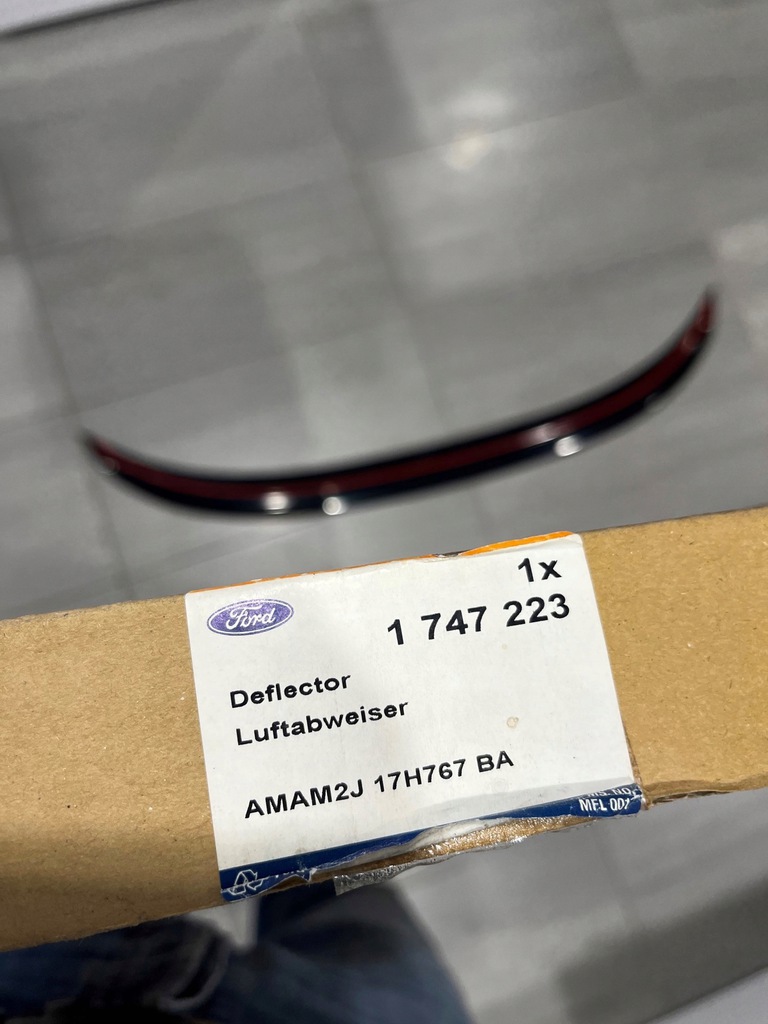 1x
Ford
1 747 223
Deflector
Luftabweiser
AMAM2J 17H767 BA